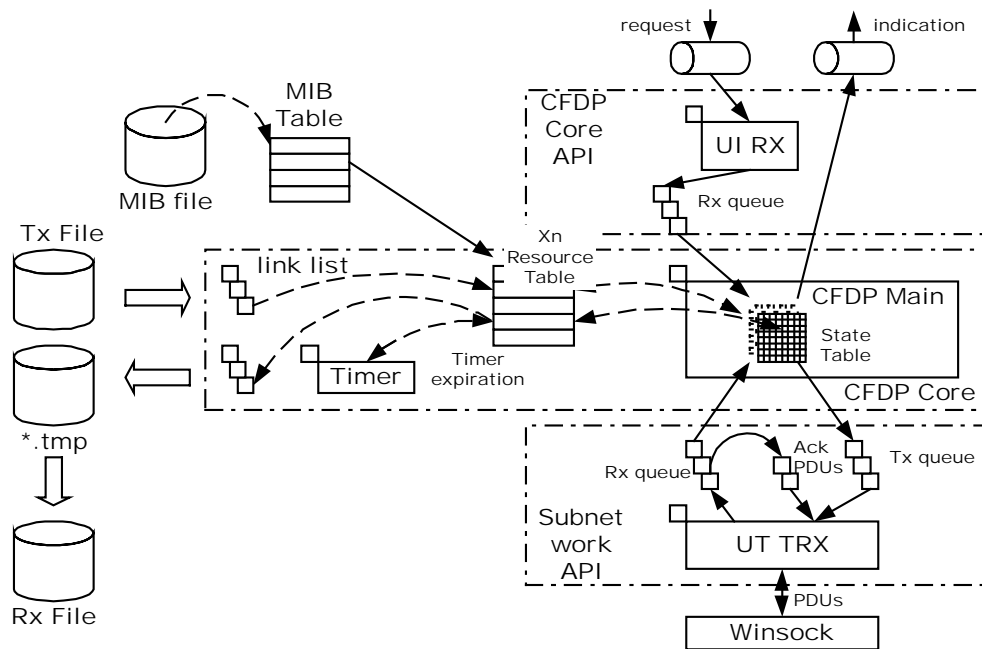 request
indication
MIB
Table
CFDP
Core
API
UI RX
MIB file
Rx queue
Tx File
Xn
Resource
Table
link list
CFDP Main
State
Table
Timer
Timer
expiration
CFDP Core
*.tmp
Rx queue
Ack
PDUs
Tx queue
Subnet
work
API
UT TRX
Rx File
PDUs
Winsock